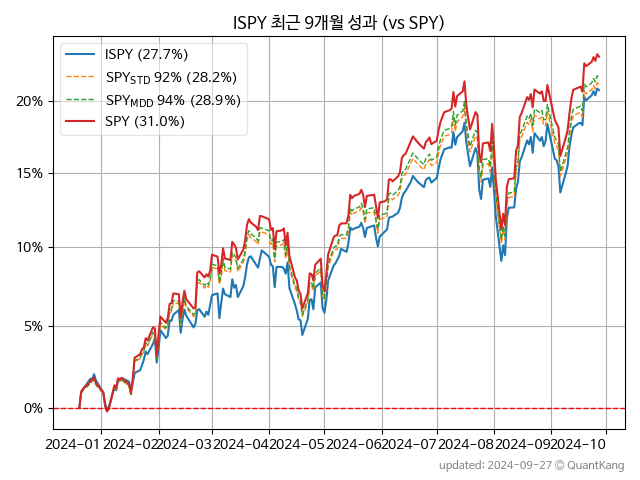 ISPY 최근 9개월 성과 (vs SPY)
ISPY (27.7%)
SPY_STD 92% (28.2%)
SPY_MDD 94% (28.9%)
SPY (31.0%)
20%
15%
10%
5%
0%
2024-01 2024-02 2024-03 2024-04 2024-05 2024-06 2024-07 2024-08 2024-09 2024-10
updated: 2024-09-27 © QuantKang